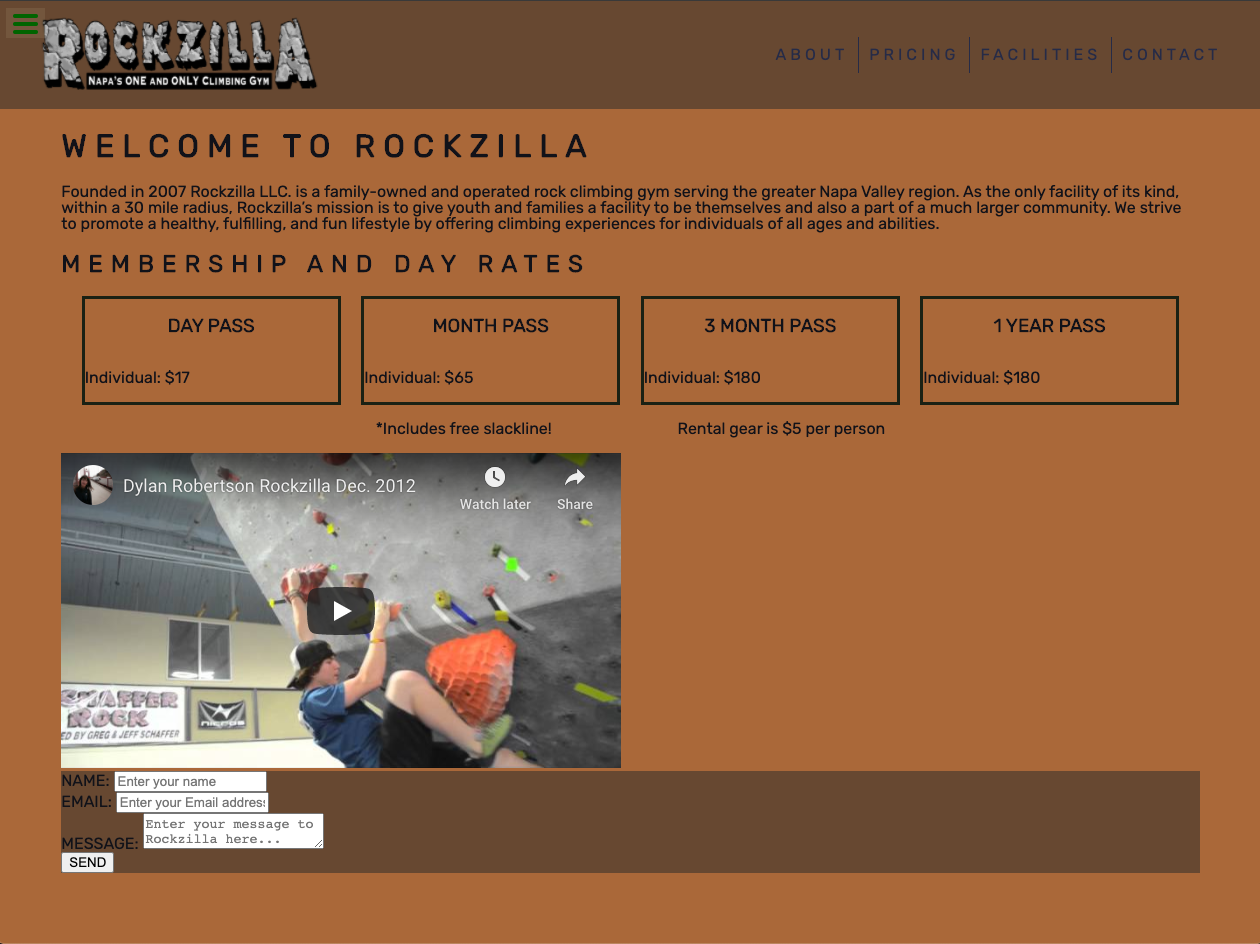 ROCKZILLA
NAPA'S ONE AND ONLY CLIMBING GYM
ABOUT
PRICING
FACILITIES
CONTACT
WELCOME TO ROCKZILLA
Founded in 2007 Rockzilla LLC. is a family-owned and operated rock climbing gym serving the greater Napa Valley region. As the only facility of its kind,
within a 30 mile radius, Rockzilla's mission is to give youth and families a facility to be themselves and also a part of a much larger community. We strive
to promote a healthy, fulfilling, and fun lifestyle by offering climbing experiences for individuals of all ages and abilities.
MEMBERSHIP AND DAY RATES
DAY PASS
Individual: $17
MONTH PASS
Individual: $65
3 MONTH PASS
Individual: $180
1 YEAR PASS
Individual: $180
*Includes free slackline!
Rental gear is $5 per person
Dylan Robertson Rockzilla Dec. 2012
Watch later
Share
ROCK
ED BY GREG & JEFF SCHAFFER
NAME: Enter your name
EMAIL: Enter your Email address
MESSAGE: Enter your message to
Rockzilla here...
SEND